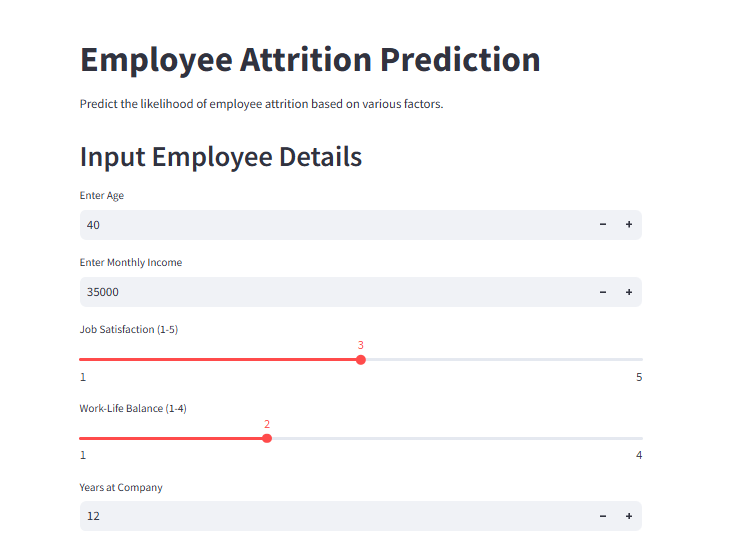 Employee Attrition Prediction
Predict the likelihood of employee attrition based on various factors.
Input Employee Details
Enter Age
40 − +
Enter Monthly Income
35000 − +
Job Satisfaction (1-5)
3
1 5
Work-Life Balance (1-4)
2
1 4
Years at Company
12 − +